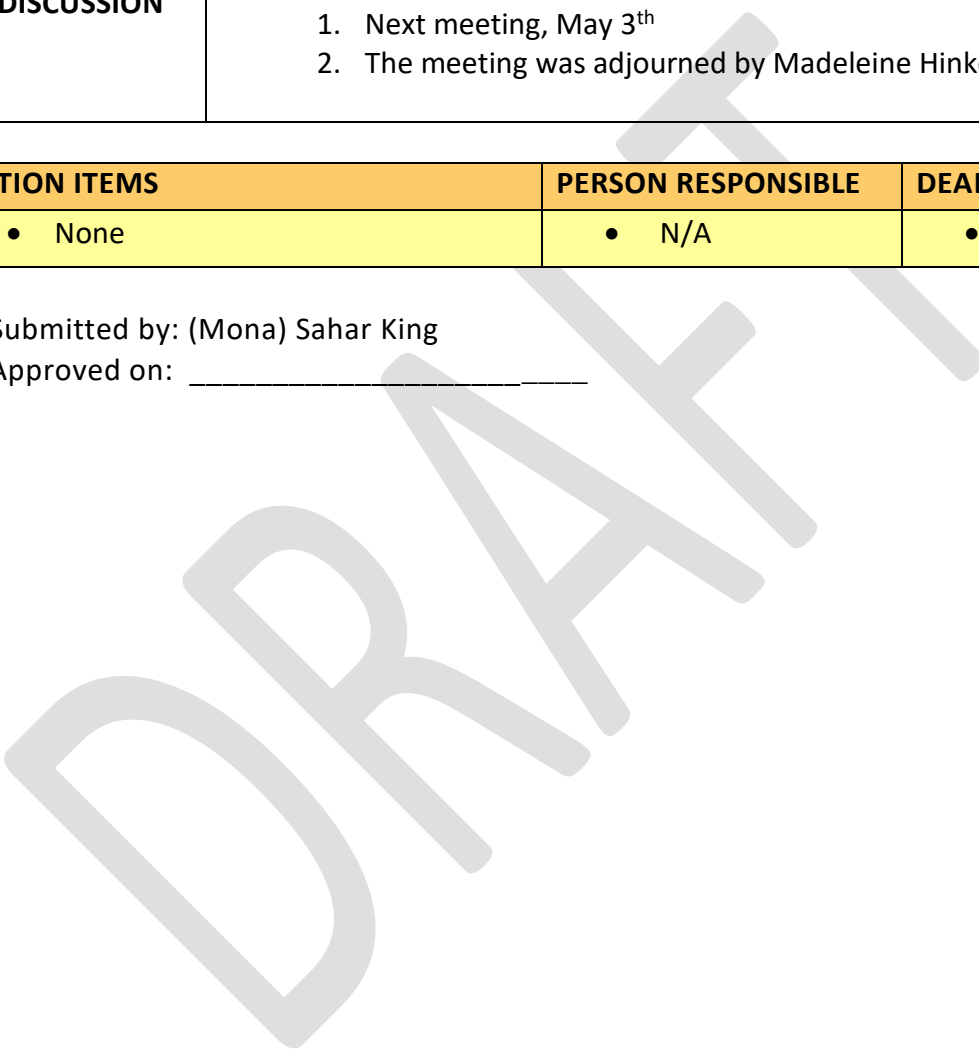 DISCUSSION
1. Next meeting, May 3th
2. The meeting was adjourned by Madeleine
TION ITEMS PERSON RESPONSIBLE
• None • N/A •
Submitted by: (Mona) Sahar King
Approved on: ________________________
DRAFT